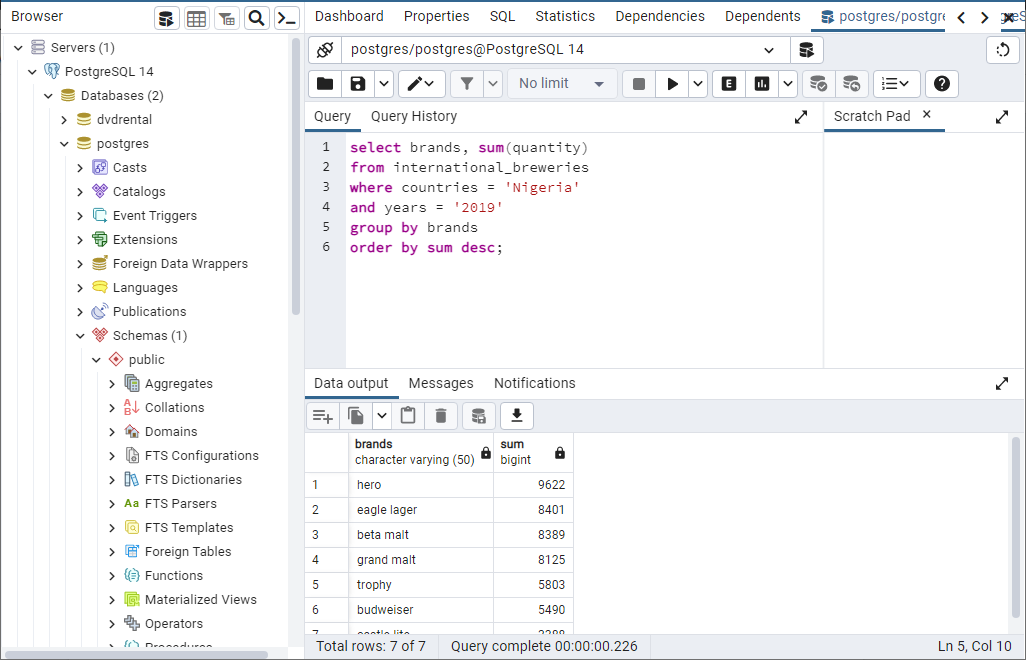 Browser
Servers (1)
PostgreSQL 14
Databases (2)
dvdrental
postgres
Casts
Catalogs
Event Triggers
Extensions
Foreign Data Wrappers
Languages
Publications
Schemas (1)
public
Aggregates
Collations
Domains
FTS Configurations
FTS Dictionaries
Aa FTS Parsers
FTS Templates
Foreign Tables
Functions
Materialized Views
Operators
Procedures
Dashboard Properties SQL Statistics Dependencies Dependents postgres/postgre
postgres/postgres@PostgreSQL 14
No limit
E
Query Query History
Scratch Pad
1 select brands, sum(quantity)
2 from international_breweries
3 where countries = 'Nigeria'
4 and years = '2019'
5 group by brands
6 order by sum desc;
Data output Messages Notifications
brands sum
character varying (50) bigint
1 hero 9622
2 eagle lager 8401
3 beta malt 8389
4 grand malt 8125
5 trophy 5803
6 budweiser 5490
7 castle lite
Total rows: 7 of 7 Query complete 00:00:00.226 Ln 5, Col 10